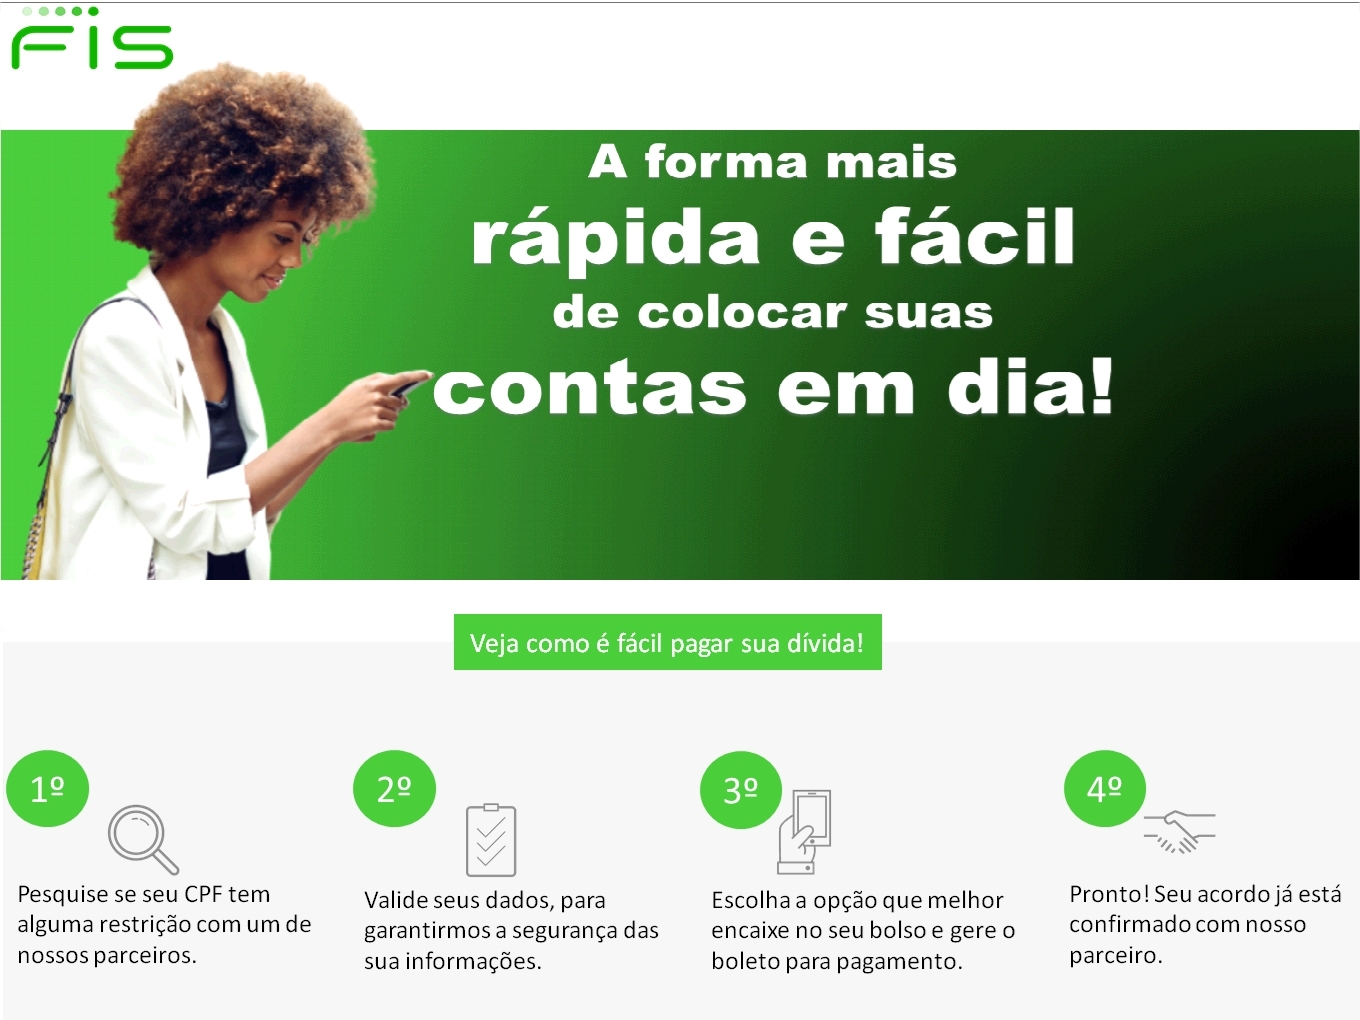 FIS
A forma mais
rápida e fácil
de colocar suas
contas em dia!
Veja como é fácil pagar sua dívida!
1º
Pesquise se seu CPF tem
alguma restrição com um de
nossos parceiros.
2º
Valide seus dados, para
garantirmos a segurança das
sua informações.
3º
Escolha a opção que melhor
encaixe no seu bolso e gere o
boleto para pagamento.
4º
Pronto! Seu acordo já está
confirmado com nosso
parceiro.